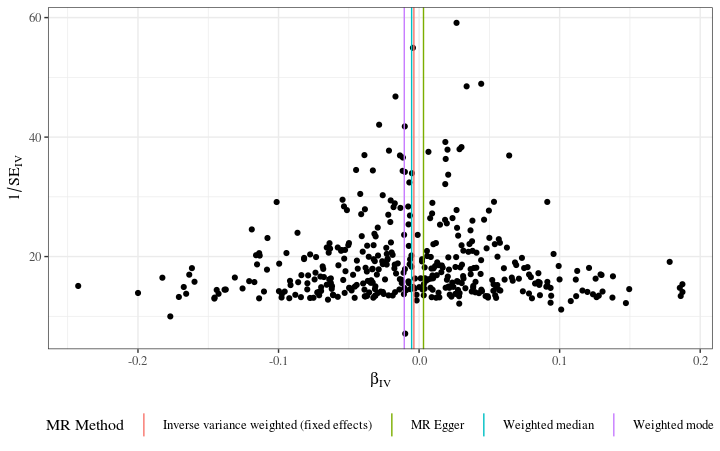 60
40
20
1/SE_IV
-0.2
-0.1
0.0
0.1
0.2
β_IV
MR Method
Inverse variance weighted (fixed effects)
MR Egger
Weighted median
Weighted mode